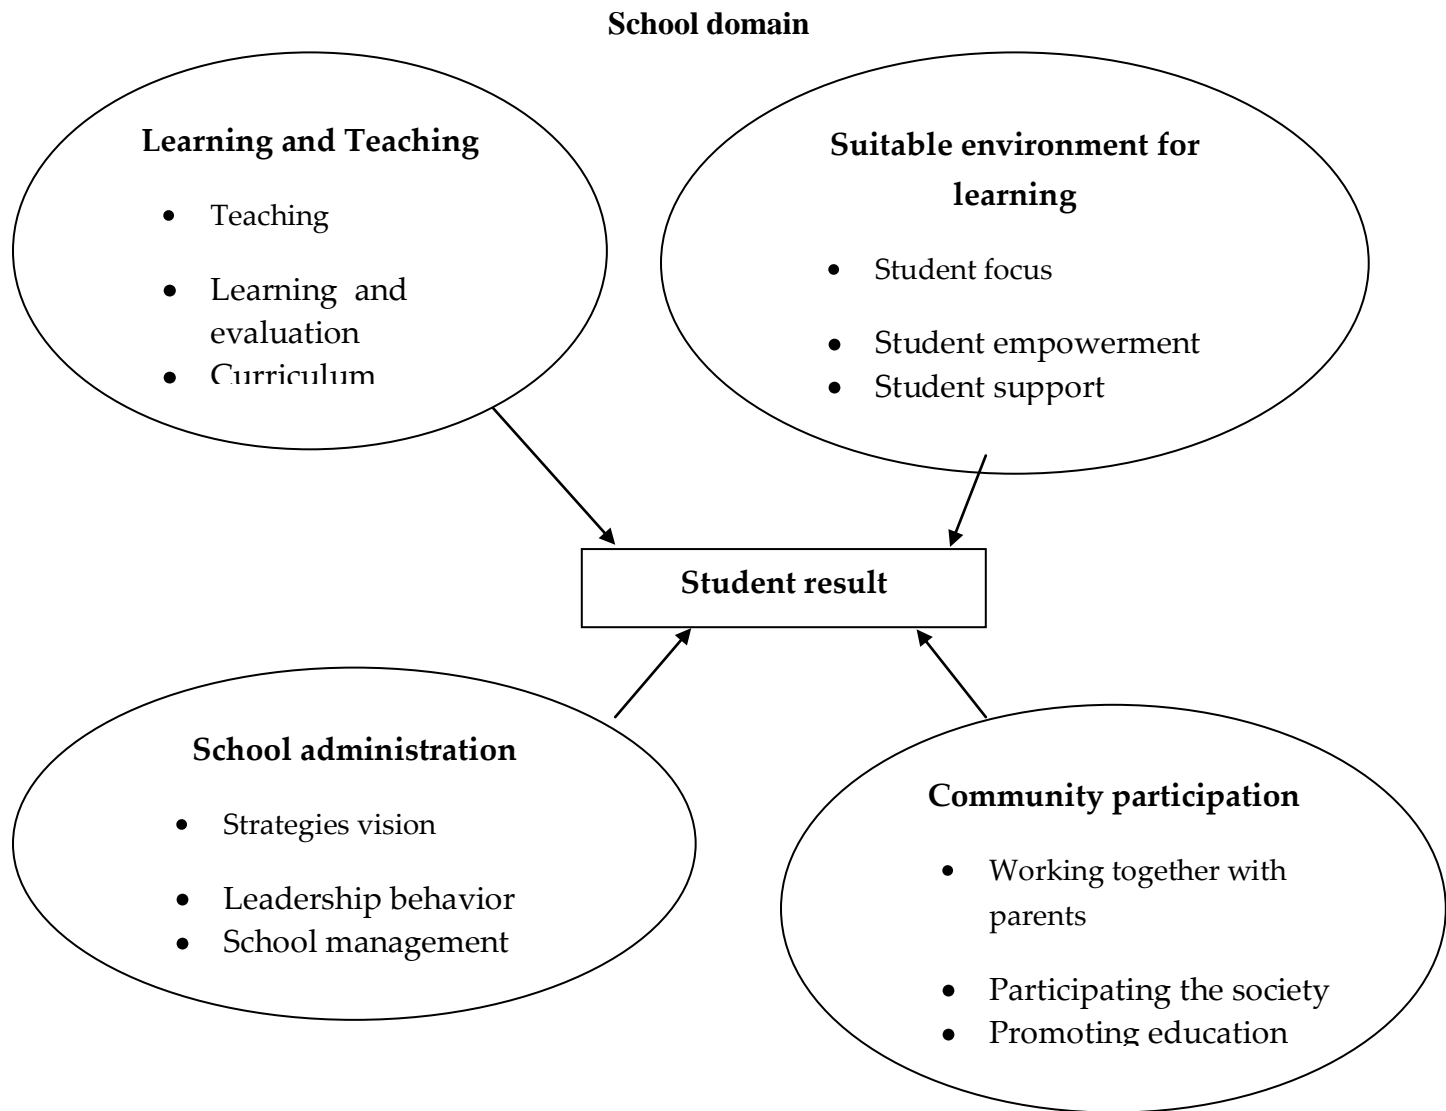 School domain
Learning and Teaching
• Teaching
• Learning and
evaluation
• Curriculum
Suitable environment for
learning
• Student focus
• Student empowerment
• Student support
Student result
School administration
• Strategies vision
• Leadership behavior
• School management
Community participation
• Working together with
parents
• Participating the society
• Promoting education